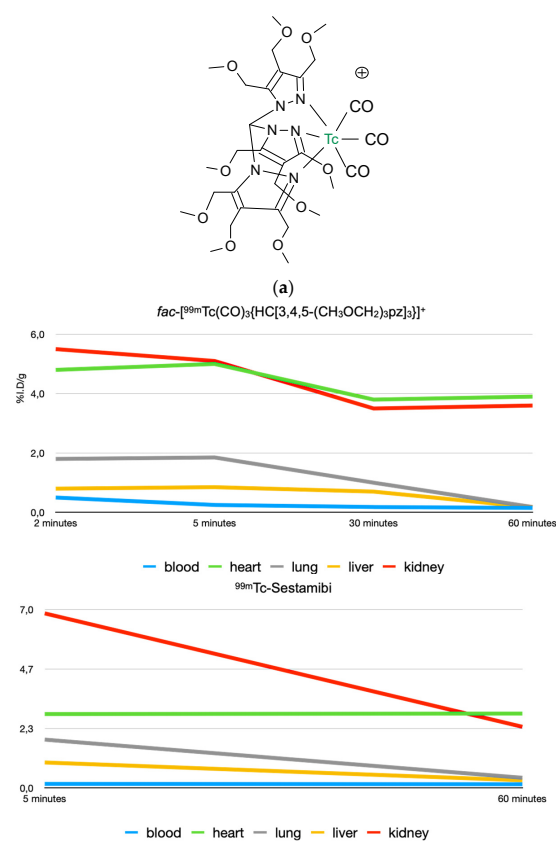 O O
O ⊕
N N CO
N N Tc CO
O N N O CO
O O
O O
(a)
fac-[⁹⁹ᵐTc(CO)₃{HC[3,4,5-(CH₃OCH₂)₃pz]₃}]⁺
6,0
%I.D/g
4,0
2,0
0,0
2 minutes 5 minutes 30 minutes 60 minutes
blood heart lung liver kidney
⁹⁹ᵐTc-Sestamibi
7,0
4,7
2,3
0,0
5 minutes 60 minutes
blood heart lung liver kidney